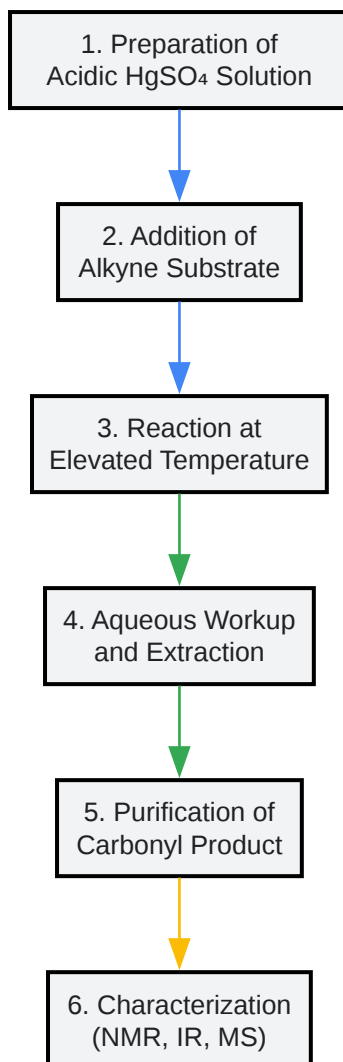 1. Preparation of
Acidic HgSO₄ Solution
2. Addition of
Alkyne Substrate
3. Reaction at
Elevated Temperature
4. Aqueous Workup
and Extraction
5. Purification of
Carbonyl Product
6. Characterization
(NMR, IR, MS)